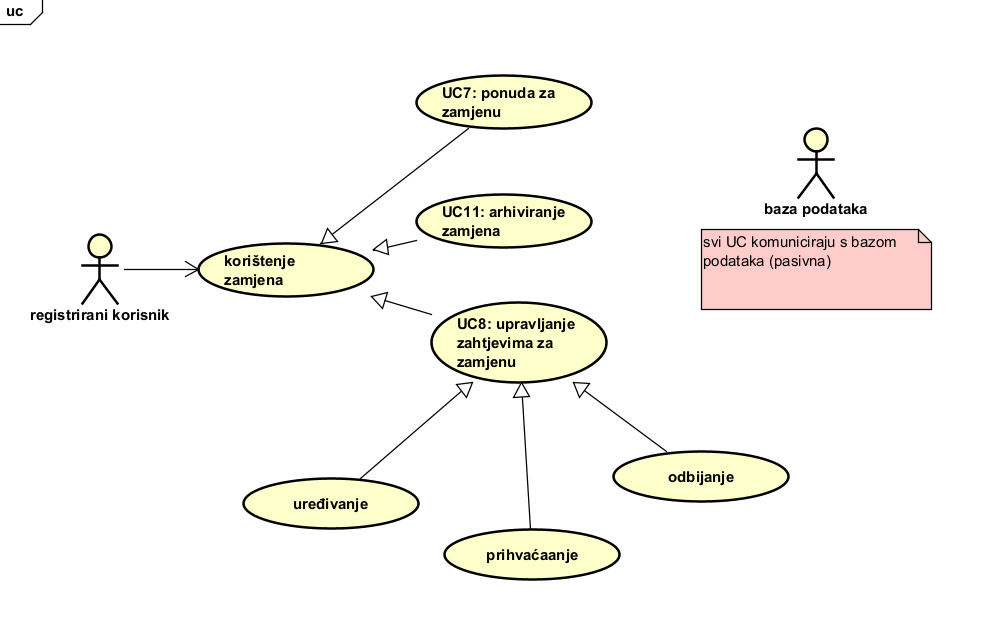 uc
UC7: ponuda za
zamjenu
baza podataka
UC11: arhiviranje
zamjena
svi UC komuniciraju s bazom
podataka (pasivna)
korištenje
zamjena
registrirani korisnik
UC8: upravljanje
zahtjevima za
zamjenu
odbijanje
uređivanje
prihvaćaanje